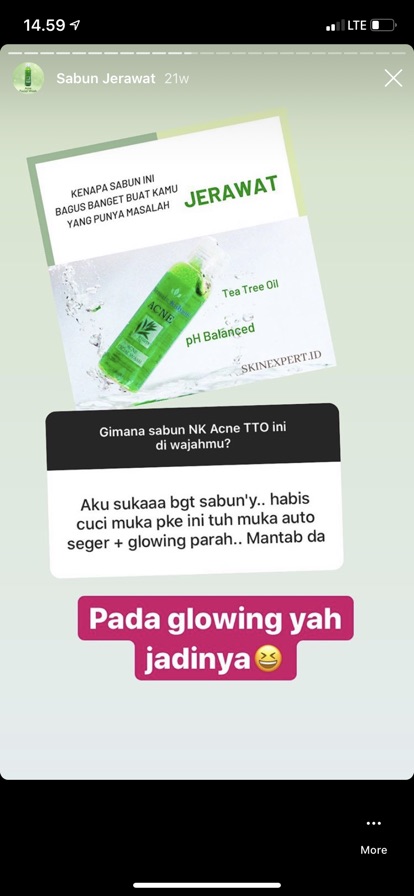 14.59
LTE
Sabun Jerawat 21w
KENAPA SABUN INI
BAGUS BANGET BUAT KAMU
YANG PUNYA MASALAH
JERAWAT
ACNE
Tea Tree Oil
pH Balanced
SKINEXPERT.ID
Gimana sabun NK Acne TTO ini
di wajahmu?
Aku sukaaa bgt sabun'y.. habis
cuci muka pke ini tuh muka auto
seger + glowing parah.. Mantab da
Pada glowing yah
jadinya😆
More